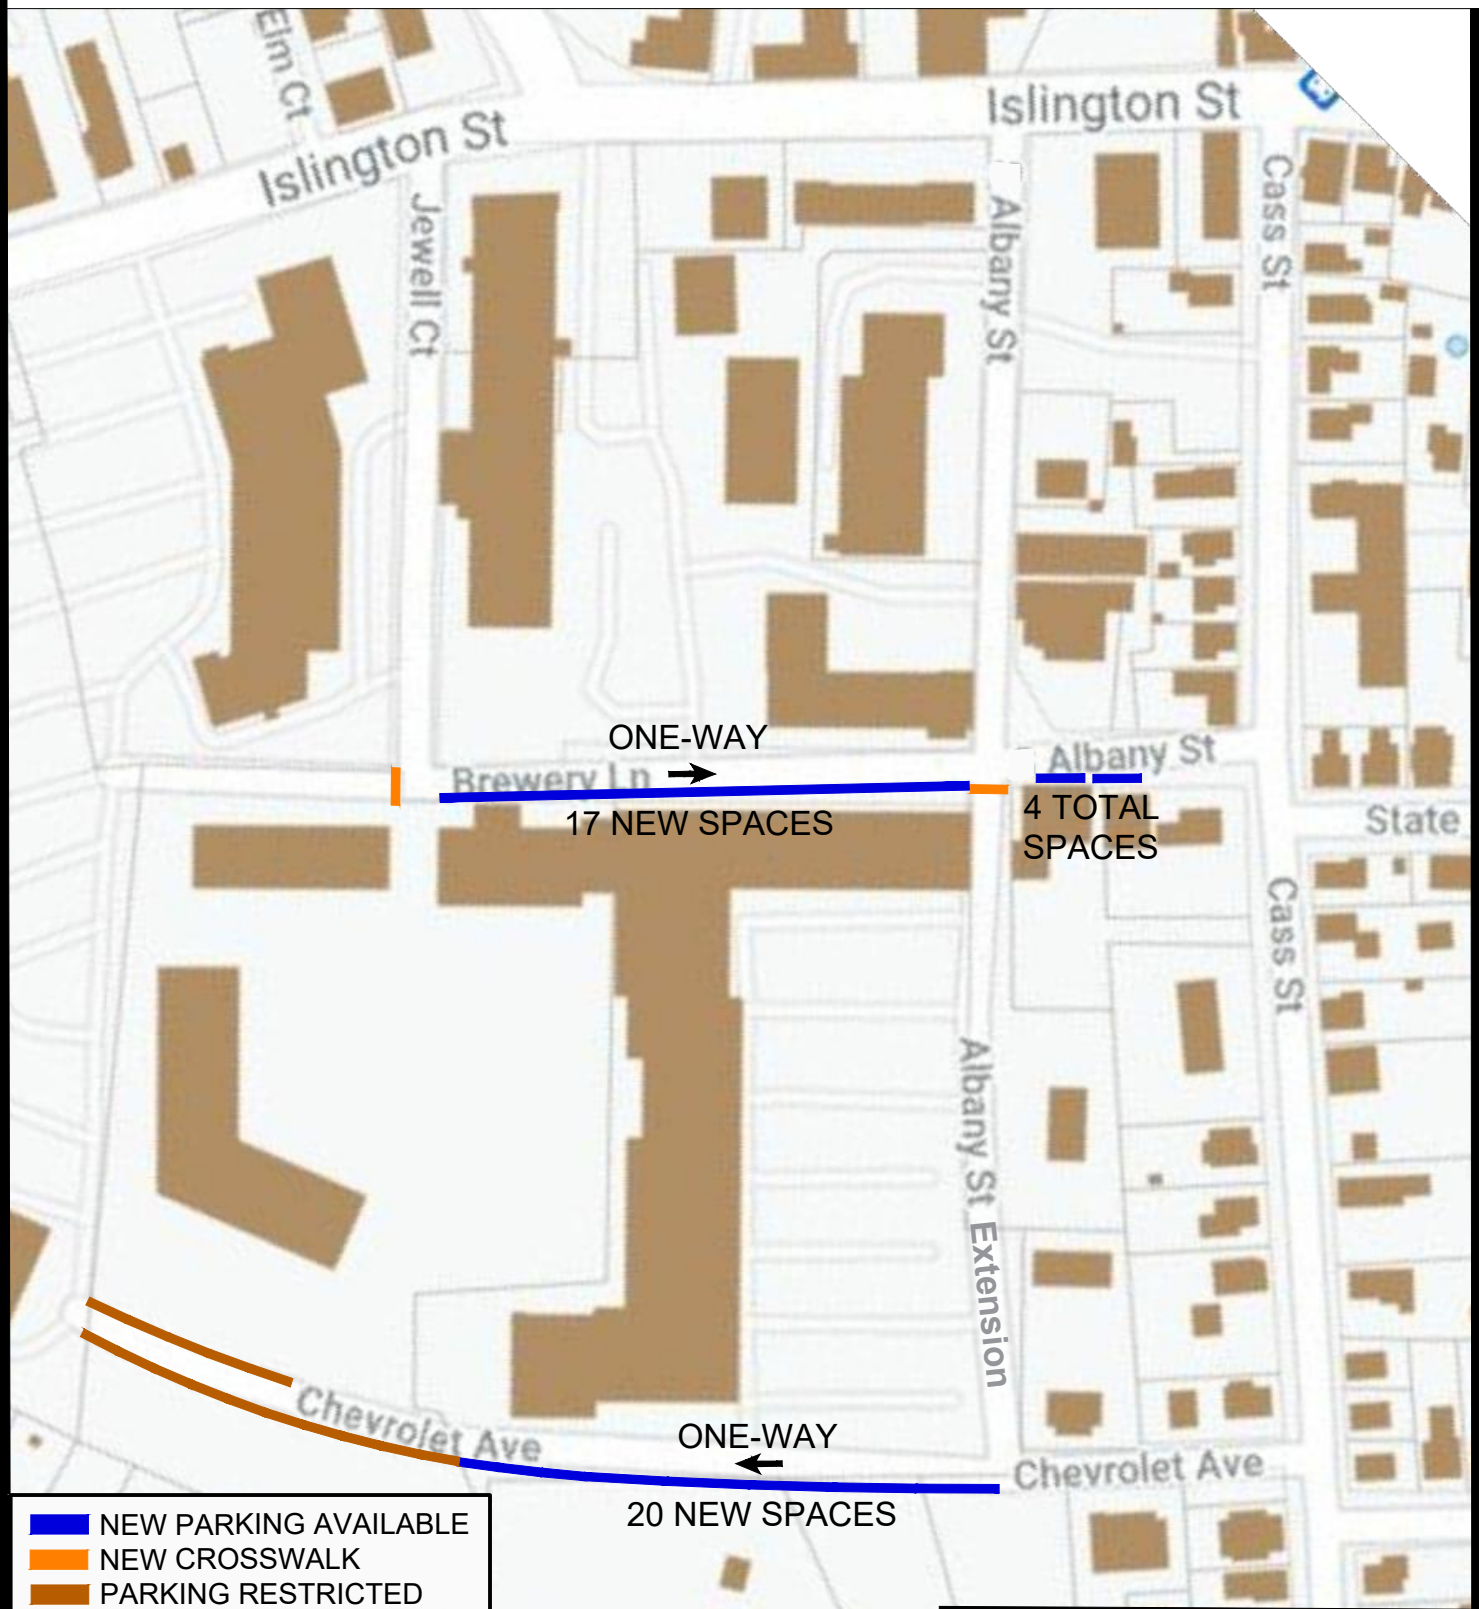 Elm Ct
Islington St
Islington St
Jewell Ct
Albany St
Cass St
ONE-WAY
Albany St
Brewery Ln
17 NEW SPACES
4 TOTAL
SPACES
State
Cass St
Albany St Extension
Chevrolet Ave
ONE-WAY
Chevrolet Ave
20 NEW SPACES
NEW PARKING AVAILABLE
NEW CROSSWALK
PARKING RESTRICTED